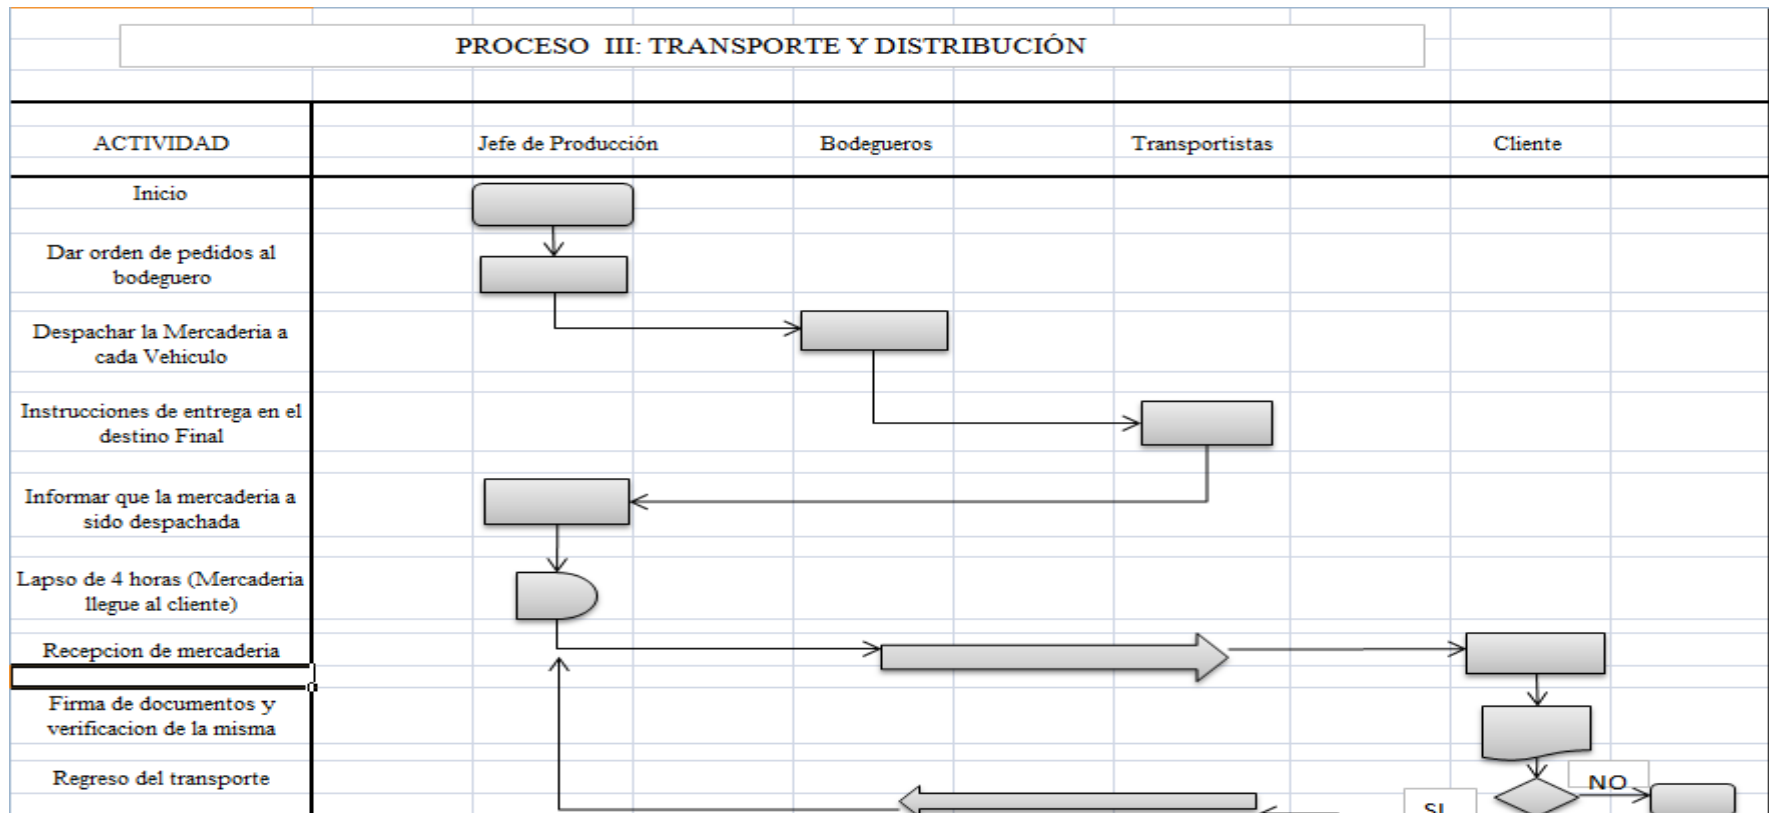 PROCESO III: TRANSPORTE Y DISTRIBUCIÓN
ACTIVIDAD
Jefe de Producción
Bodegueros
Transportistas
Cliente
Inicio
Dar orden de pedidos al
bodeguero
Despachar la Mercaderia a
cada Vehiculo
Instrucciones de entrega en el
destino Final
Informar que la mercaderia a
sido despachada
Lapso de 4 horas (Mercaderia
llegue al cliente)
Recepcion de mercaderia
Firma de documentos y
verificacion de la misma
Regreso del transporte
NO
SI